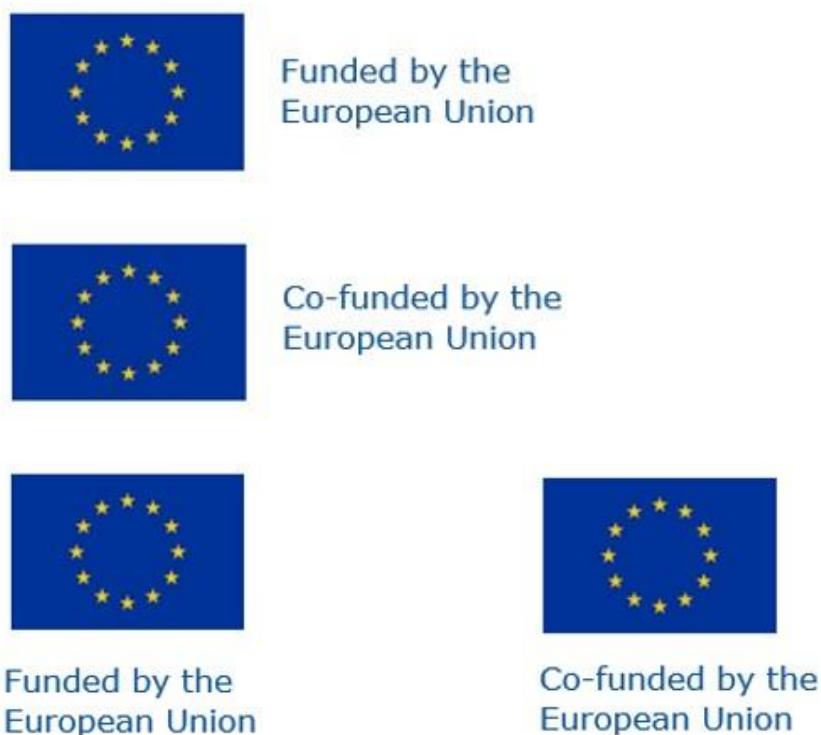 Funded by the
European Union
Co-funded by the
European Union
Funded by the
European Union
Co-funded by the
European Union